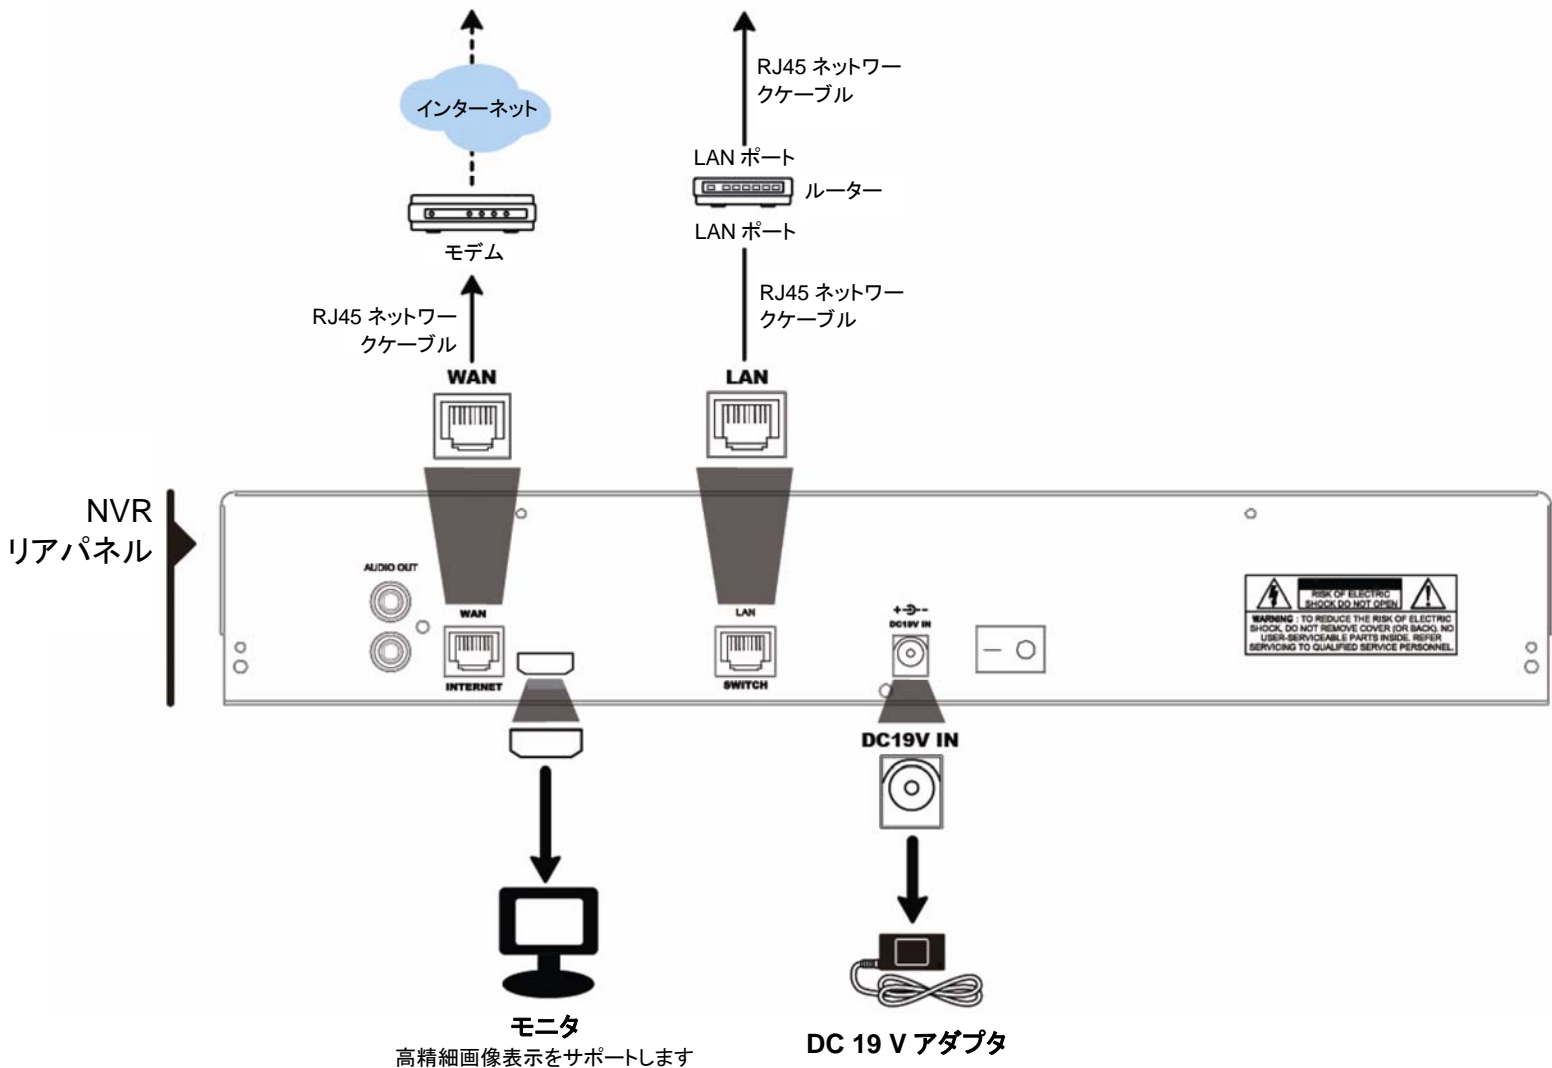 インターネット
RJ45 ネットワー
クケーブル
LAN ポート
ルーター
LAN ポート
モデム
RJ45 ネットワー
クケーブル
RJ45 ネットワー
クケーブル
WAN
LAN
NVR
リアパネル
AUDIO OUT
WAN
INTERNET
LAN
SWITCH
DC19V IN
RISK OF ELECTRIC
SHOCK DO NOT OPEN
WARNING : TO REDUCE THE RISK OF ELECTRIC
SHOCK, DO NOT REMOVE COVER (OR BACK). NO
USER-SERVICEABLE PARTS INSIDE. REFER
SERVICING TO QUALIFIED SERVICE PERSONNEL.
DC19V IN
モニタ
高精細画像表示をサポートします
DC 19 V アダプタ